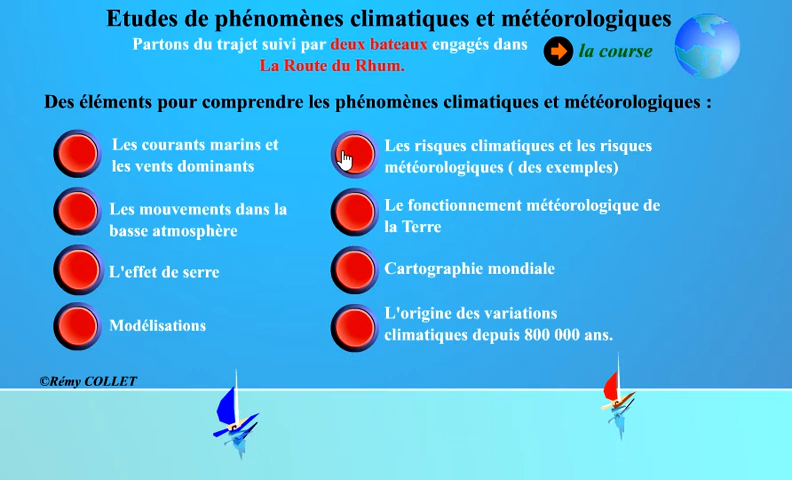 Etudes de phénomènes climatiques et météorologiques
Partons du trajet suivi par deux bateaux engagés dans
La Route du Rhum.
la course
Des éléments pour comprendre les phénomènes climatiques et météorologiques :
Les courants marins et
les vents dominants
Les risques climatiques et les risques
météorologiques ( des exemples)
Les mouvements dans la
basse atmosphère
Le fonctionnement météorologique de
la Terre
L'effet de serre
Cartographie mondiale
Modélisations
L'origine des variations
climatiques depuis 800 000 ans.
©Rémy COLLET